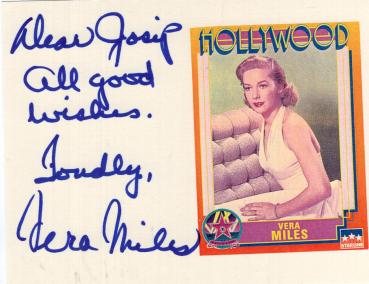 Dear Josip
All good
wishes.
Fondly,
Vera Miles
HOLLYWOOD
VERA
MILES
STARLINE